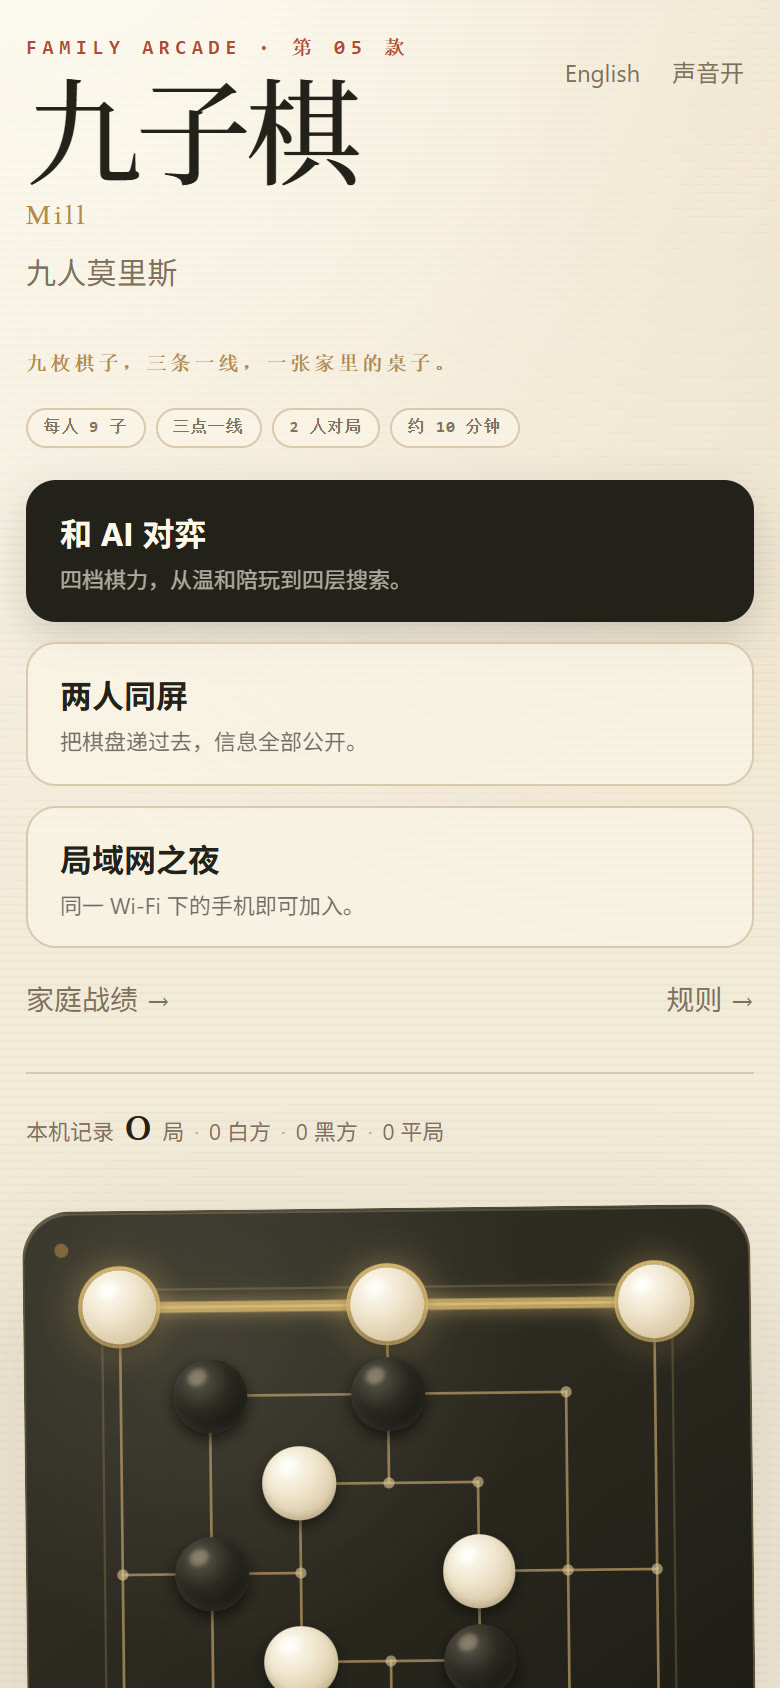 FAMILY ARCADE · 第 05 款
English 声音开
九子棋
Mill
九人莫里斯
九枚棋子，三条一线，一张家里的桌子。
每人 9 子 三点一线 2 人对局 约 10 分钟
和 AI 对弈
四档棋力，从温和陪玩到四层搜索。
两人同屏
把棋盘递过去，信息全部公开。
局域网之夜
同一 Wi-Fi 下的手机即可加入。
家庭战绩 → 规则 →
本机记录 0 局 · 0 白方 · 0 黑方 · 0 平局